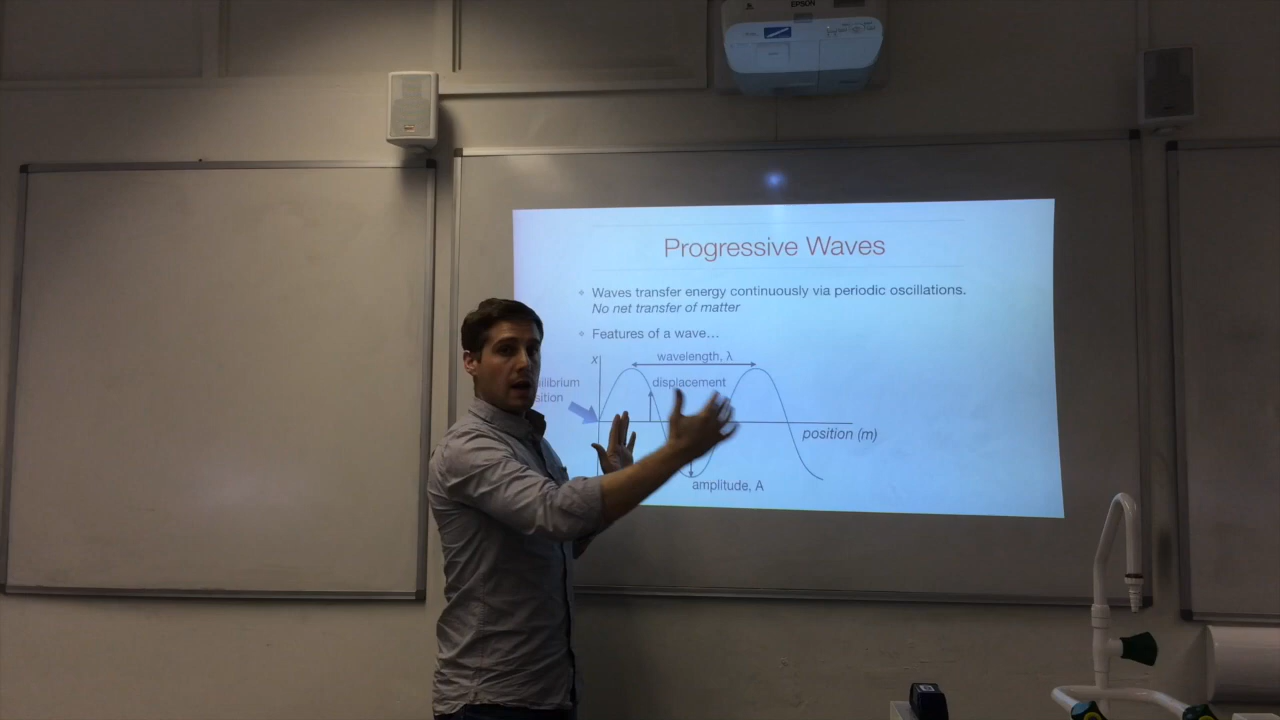 EPSON
Progressive Waves
Waves transfer energy continuously via periodic oscillations.
No net transfer of matter
Features of a wave…
x
wavelength, λ
displacement
position (m)
amplitude, A